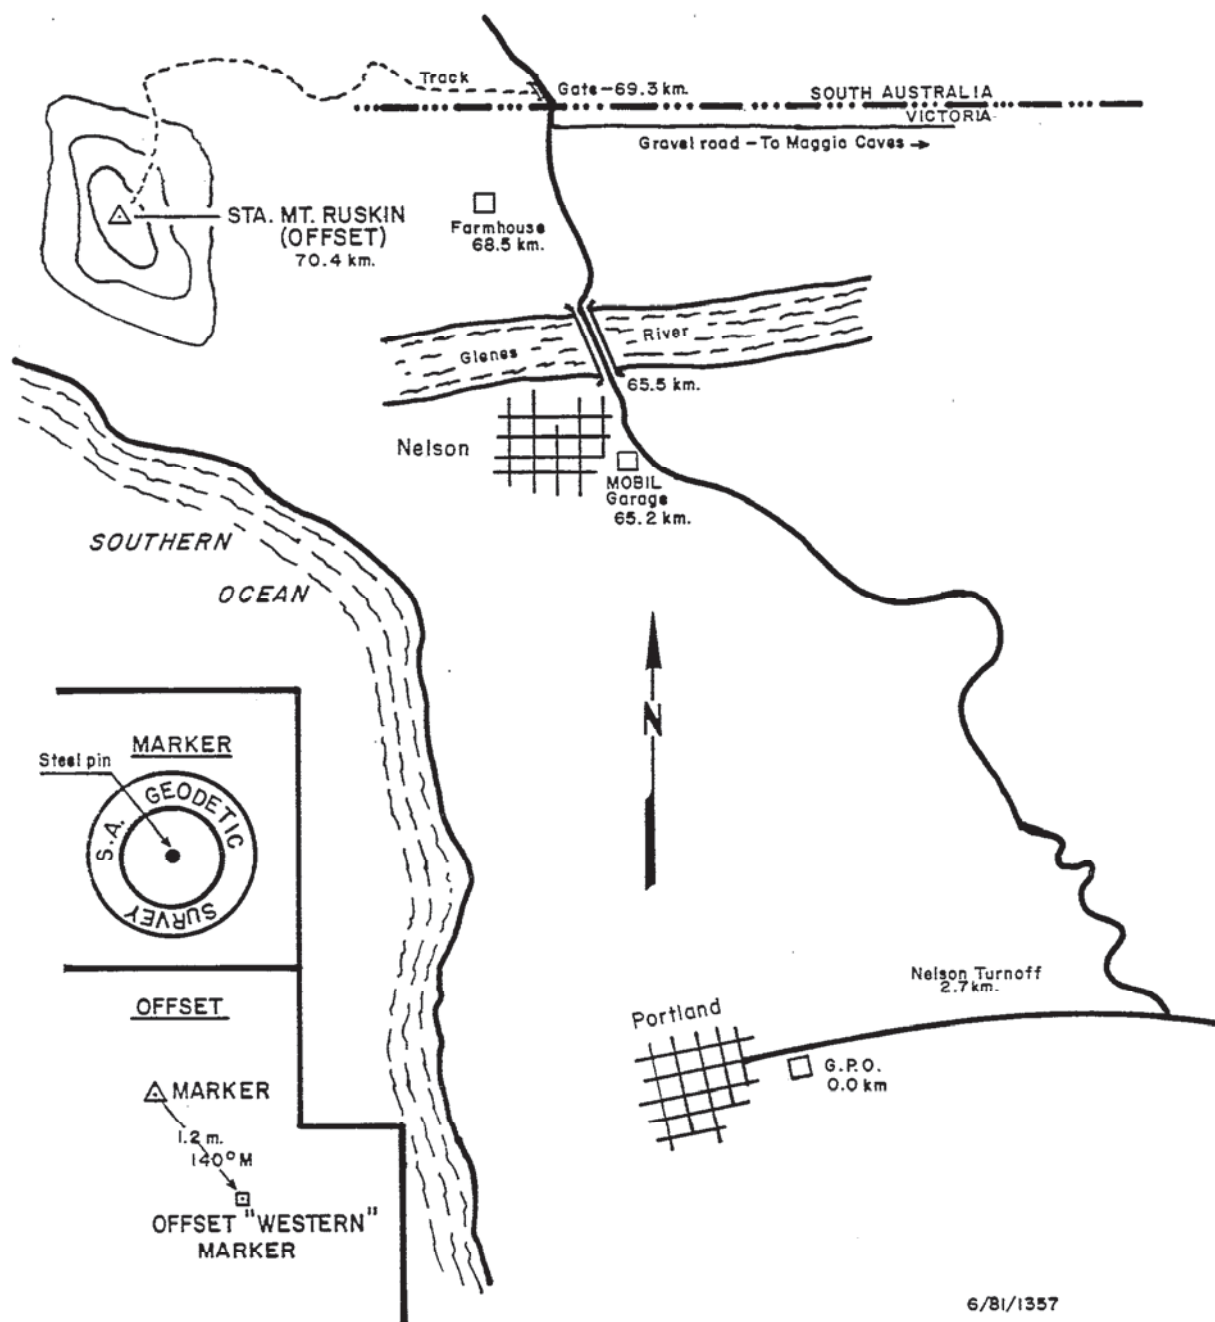 Track
Gate-69.3 km.
SOUTH AUSTRALIA
VICTORIA
Gravel road - To Maggia Caves →
STA. MT. RUSKIN
(OFFSET)
70.4 km.
Farmhouse
68.5 km.
Glenes River
65.5 km.
Nelson
MOBIL
Garage
65.2 km.
SOUTHERN
OCEAN
N
MARKER
Steel pin
S.A. GEODETIC
SURVEY
Nelson Turnoff
2.7 km.
OFFSET
Portland
G.P.O.
0.0 km
MARKER
1.2 m.
140° M
OFFSET "WESTERN"
MARKER
6/81/1357